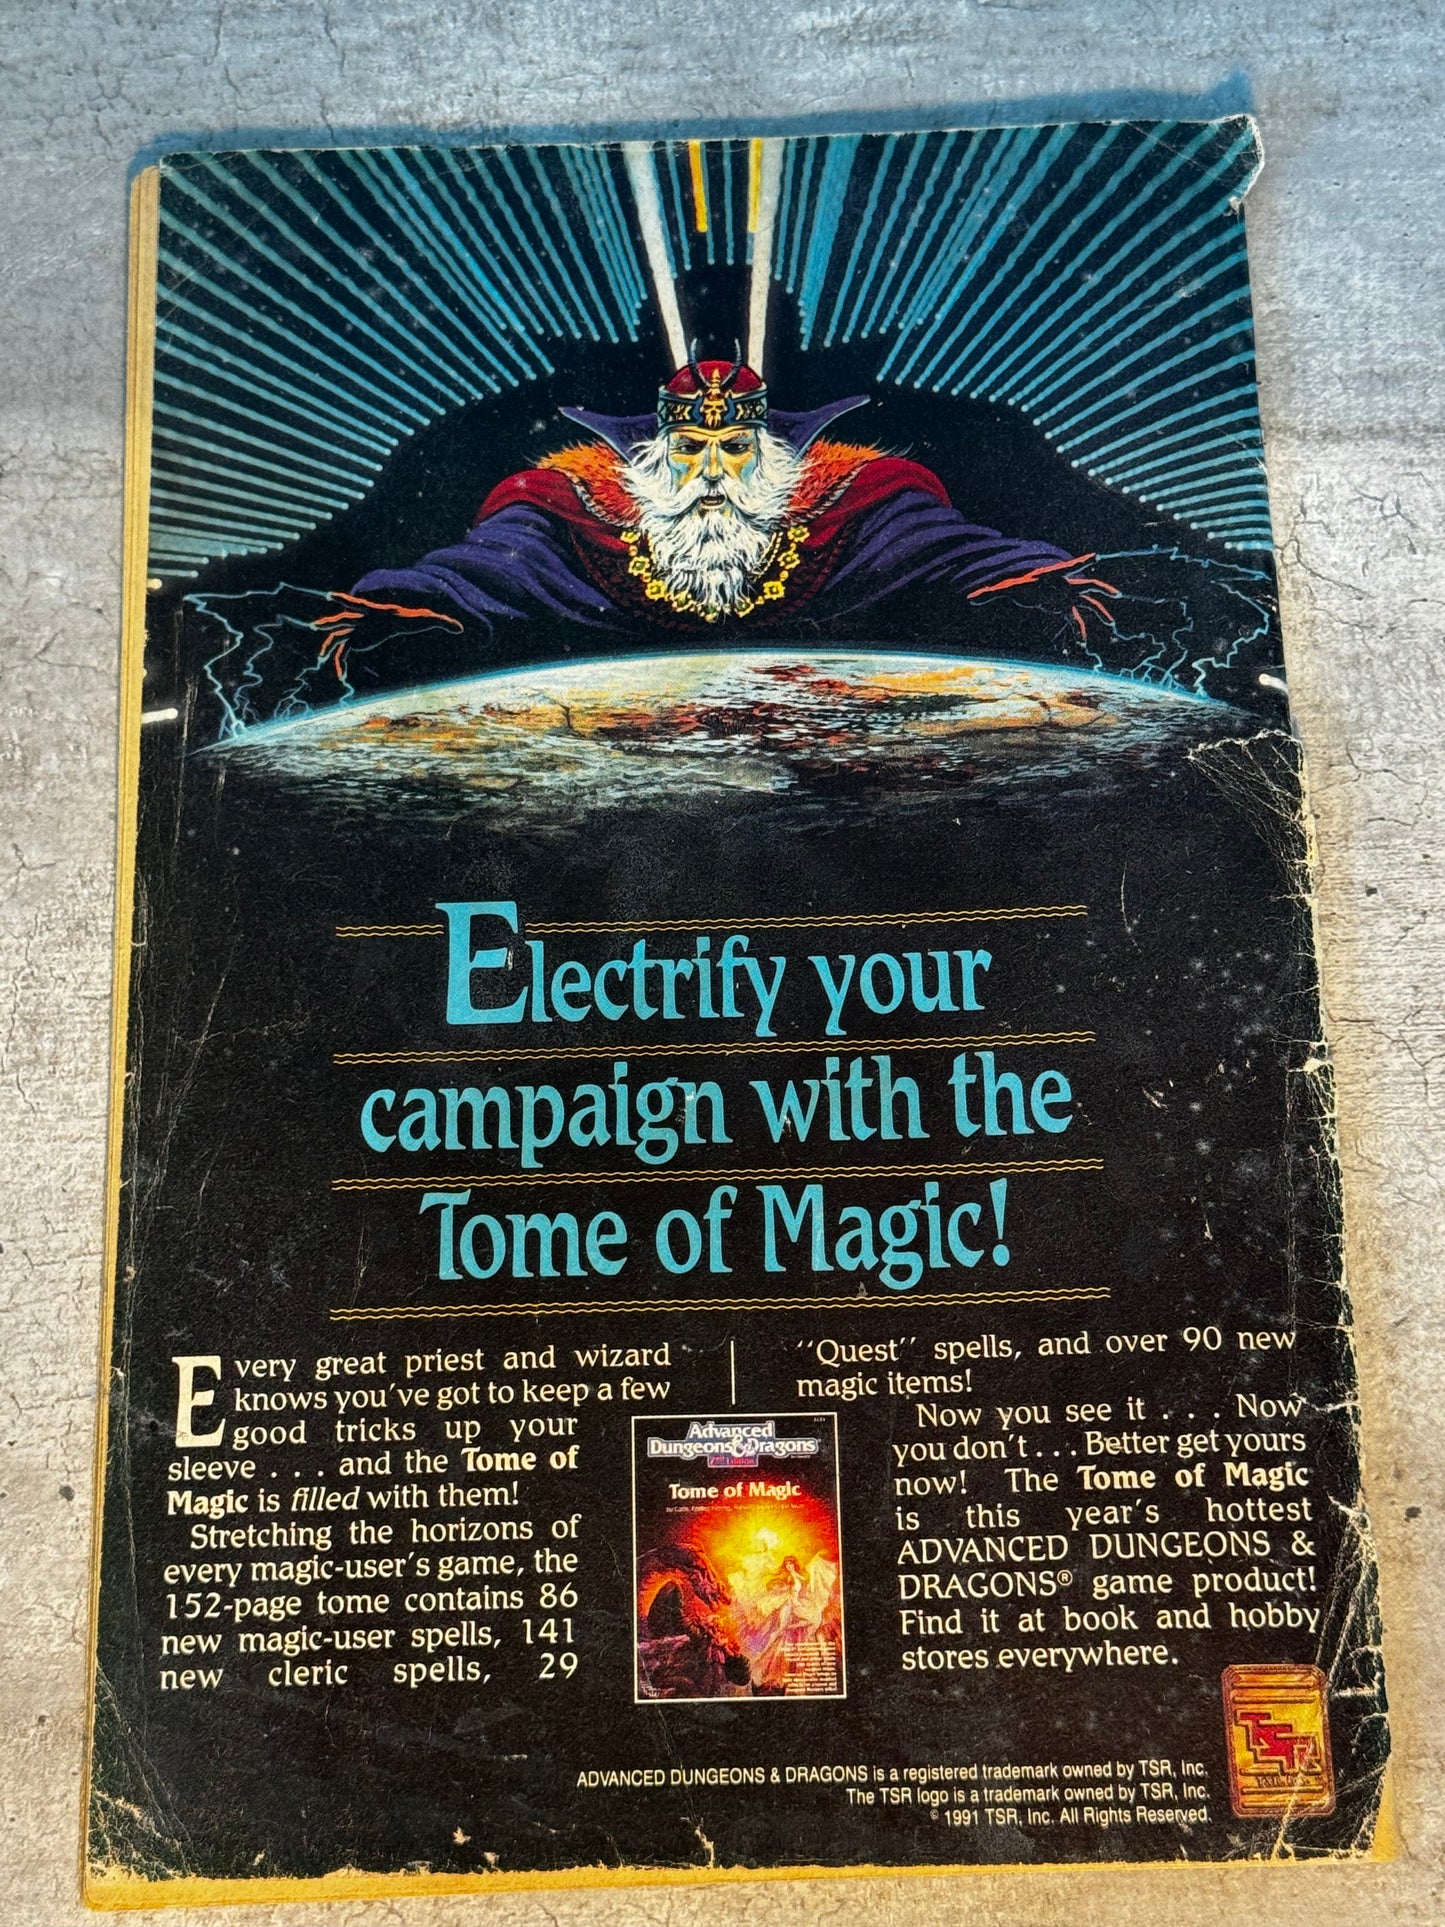 Electrify your
campaign with the
Tome of Magic!
Every great priest and wizard
knows you've got to keep a few
good tricks up your
sleeve . . . and the Tome of
Magic is filled with them!
Stretching the horizons of
every magic-user's game, the
152-page tome contains 86
new magic-user spells, 141
new cleric spells, 29
"Quest" spells, and over 90 new
magic items!
Now you see it . . . Now
you don't . . . Better get yours
now! The Tome of Magic
is this year's hottest
ADVANCED DUNGEONS &
DRAGONS® game product!
Find it at book and hobby
stores everywhere.
Advanced
Dungeons & Dragons
2nd Edition
Tome of Magic
TSR
ADVANCED DUNGEONS & DRAGONS is a registered trademark owned by TSR, Inc.
The TSR logo is a trademark owned by TSR, Inc.
© 1991 TSR, Inc. All Rights Reserved.